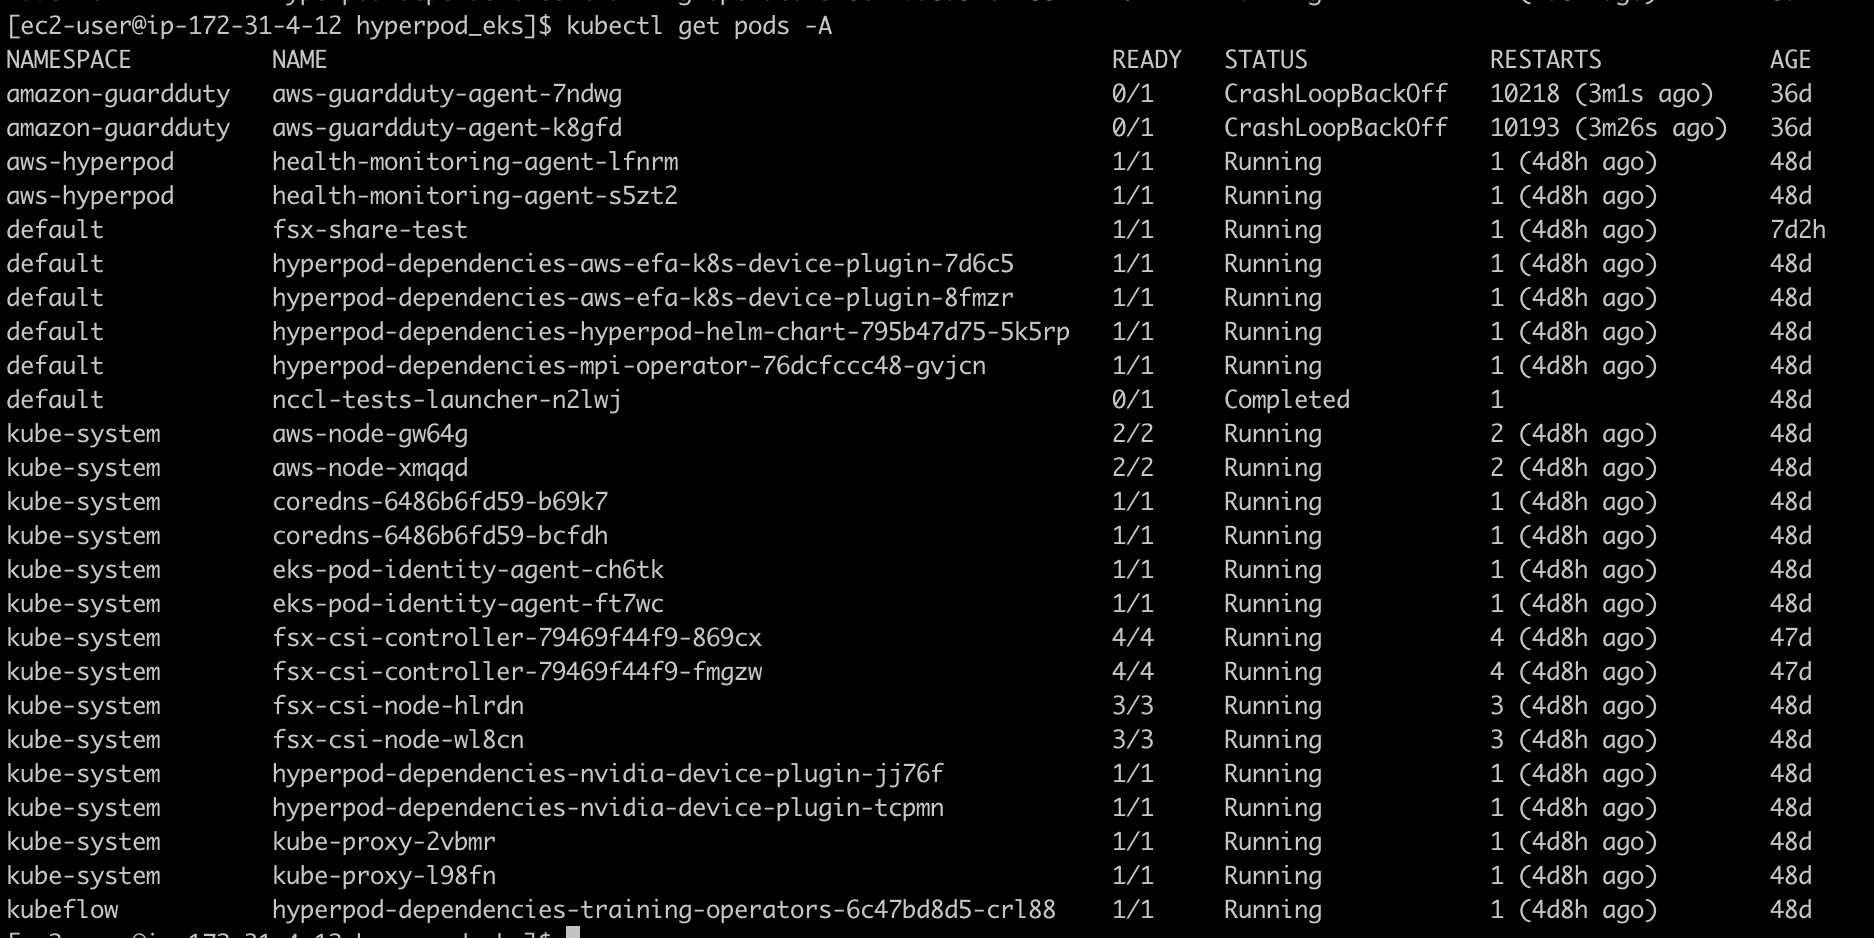 [ec2-user@ip-172-31-4-12 hyperpod_eks]$ kubectl get pods -A
NAMESPACE NAME READY STATUS RESTARTS AGE
amazon-guardduty aws-guardduty-agent-7ndwg 0/1 CrashLoopBackOff 10218 (3m1s ago) 36d
amazon-guardduty aws-guardduty-agent-k8gfd 0/1 CrashLoopBackOff 10193 (3m26s ago) 36d
aws-hyperpod health-monitoring-agent-lfnrm 1/1 Running 1 (4d8h ago) 48d
aws-hyperpod health-monitoring-agent-s5zt2 1/1 Running 1 (4d8h ago) 48d
default fsx-share-test 1/1 Running 1 (4d8h ago) 7d2h
default hyperpod-dependencies-aws-efa-k8s-device-plugin-7d6c5 1/1 Running 1 (4d8h ago) 48d
default hyperpod-dependencies-aws-efa-k8s-device-plugin-8fmzr 1/1 Running 1 (4d8h ago) 48d
default hyperpod-dependencies-hyperpod-helm-chart-795b47d75-5k5rp 1/1 Running 1 (4d8h ago) 48d
default hyperpod-dependencies-mpi-operator-76dcfccc48-gvjcn 1/1 Running 1 (4d8h ago) 48d
default nccl-tests-launcher-n2lwj 0/1 Completed 1 48d
kube-system aws-node-gw64g 2/2 Running 2 (4d8h ago) 48d
kube-system aws-node-xmqqd 2/2 Running 2 (4d8h ago) 48d
kube-system coredns-6486b6fd59-b69k7 1/1 Running 1 (4d8h ago) 48d
kube-system coredns-6486b6fd59-bcfdh 1/1 Running 1 (4d8h ago) 48d
kube-system eks-pod-identity-agent-ch6tk 1/1 Running 1 (4d8h ago) 48d
kube-system eks-pod-identity-agent-ft7wc 1/1 Running 1 (4d8h ago) 48d
kube-system fsx-csi-controller-79469f44f9-869cx 4/4 Running 4 (4d8h ago) 47d
kube-system fsx-csi-controller-79469f44f9-fmgzw 4/4 Running 4 (4d8h ago) 47d
kube-system fsx-csi-node-hlrdn 3/3 Running 3 (4d8h ago) 48d
kube-system fsx-csi-node-wl8cn 3/3 Running 3 (4d8h ago) 48d
kube-system hyperpod-dependencies-nvidia-device-plugin-jj76f 1/1 Running 1 (4d8h ago) 48d
kube-system hyperpod-dependencies-nvidia-device-plugin-tcpmn 1/1 Running 1 (4d8h ago) 48d
kube-system kube-proxy-2vbmr 1/1 Running 1 (4d8h ago) 48d
kube-system kube-proxy-l98fn 1/1 Running 1 (4d8h ago) 48d
kubeflow hyperpod-dependencies-training-operators-6c47bd8d5-crl88 1/1 Running 1 (4d8h ago) 48d